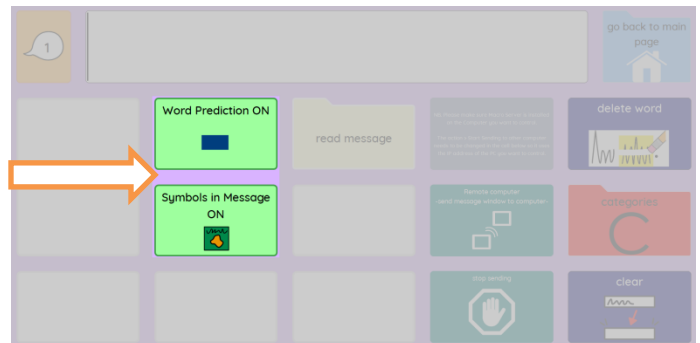 1
go back to main
page
Word Prediction ON
read message
delete word
Symbols in Message
ON
Remote computer
send message window to computer
categories
C
stop sending
clear